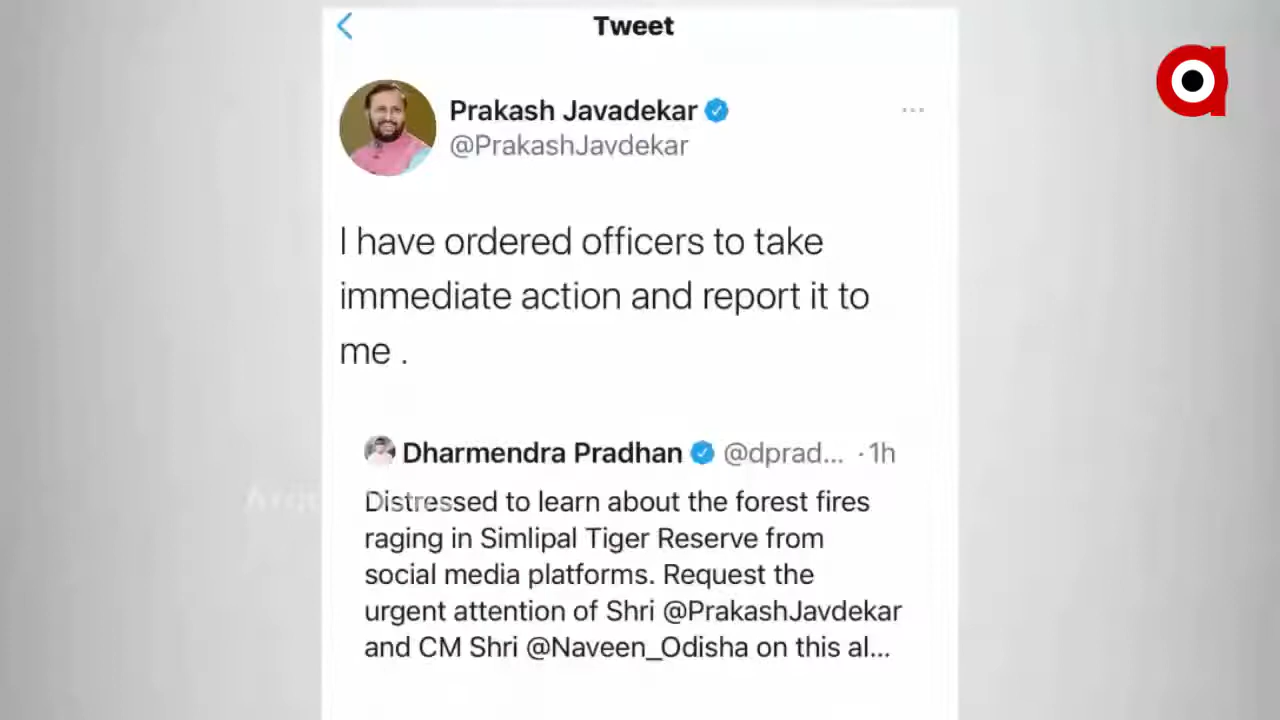 Tweet
Prakash Javadekar
@PrakashJavdekar
I have ordered officers to take
immediate action and report it to
me .
Dharmendra Pradhan @dprad... · 1h
Distressed to learn about the forest fires
raging in Simlipal Tiger Reserve from
social media platforms. Request the
urgent attention of Shri @PrakashJavdekar
and CM Shri @Naveen_Odisha on this al...